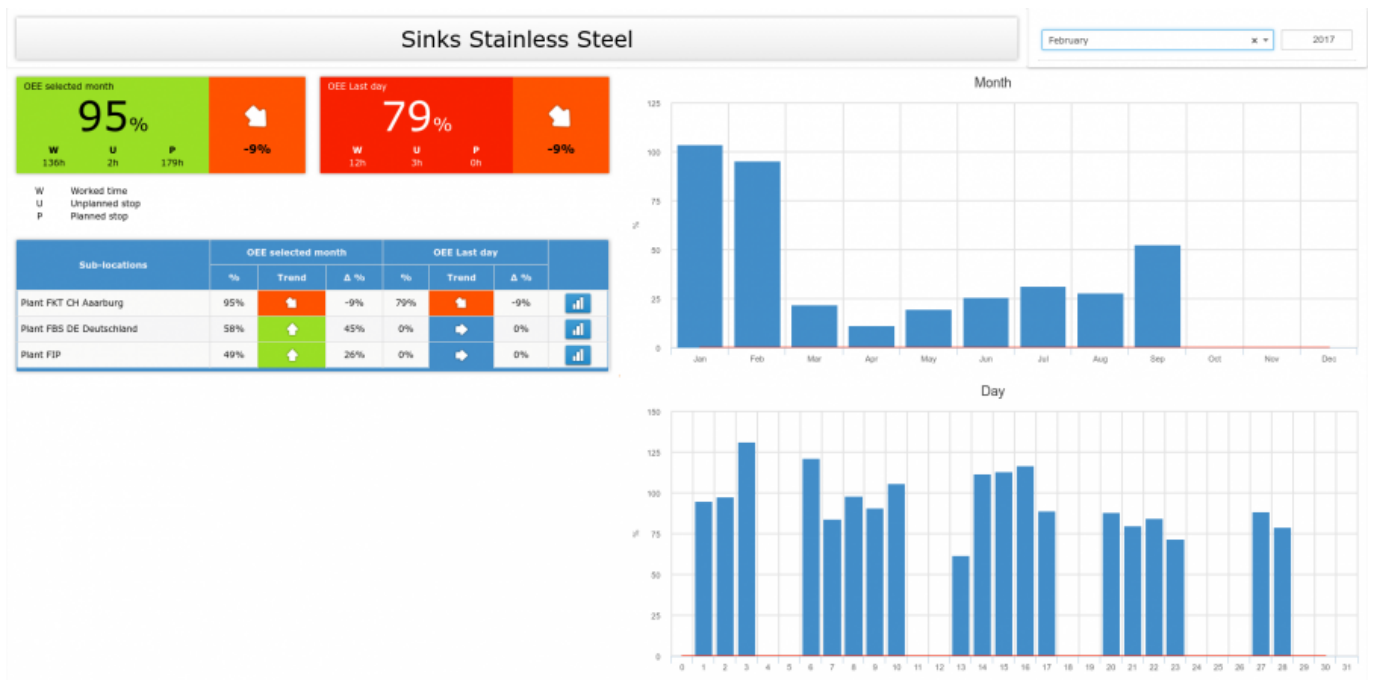 Sinks Stainless Steel
February
x
2017
OEE selected month
95%
W U P
136h 2h 179h
-9%
OEE Last day
79%
W U P
12h 3h 0h
-9%
W Worked time
U Unplanned stop
P Planned stop
Sub-locations OEE selected month OEE Last day
% Trend Δ % % Trend Δ %
Plant FKT CH Aaarburg 95% -9% 79% -9%
Plant FBS DE Deutschland 58% 45% 0% 0%
Plant FIP 49% 26% 0% 0%
Month
125
100
75
50
25
0
%
Jan Feb Mar Apr May Jun Jul Aug Sep Oct Nov Dec
Day
150
125
100
75
50
25
0
%
0 1 2 3 4 5 6 7 8 9 10 11 12 13 14 15 16 17 18 19 20 21 22 23 24 25 26 27 28 29 30 31